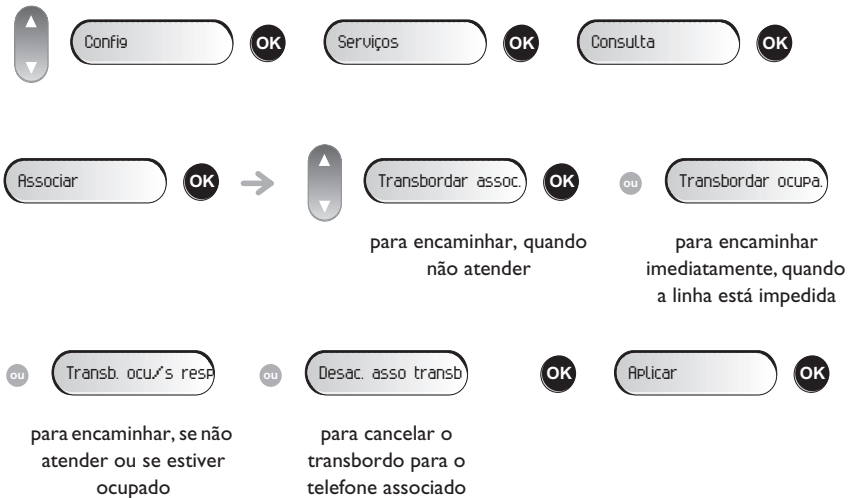 Config OK Serviços OK Consulta OK
Associar OK Transbordar assoc. OK ou Transbordar ocupa.
para encaminhar, quando
não atender
para encaminhar
imediatamente, quando
a linha está impedida
ou Transb. ocu/s resp ou Desac. asso transb OK Aplicar OK
para encaminhar, se não
atender ou se estiver
ocupado
para cancelar o
transbordo para o
telefone associado